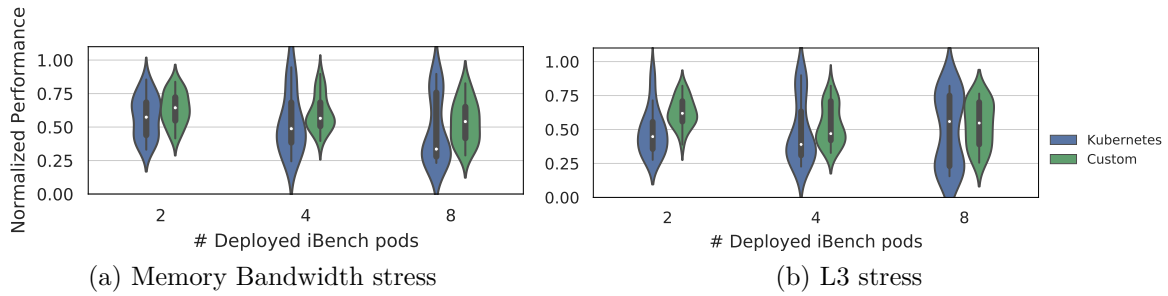 Normalized Performance
1.00
0.75
0.50
0.25
0.00
2 4 8
# Deployed iBench pods
(a) Memory Bandwidth stress
1.00
0.75
0.50
0.25
0.00
2 4 8
# Deployed iBench pods
(b) L3 stress
Kubernetes
Custom